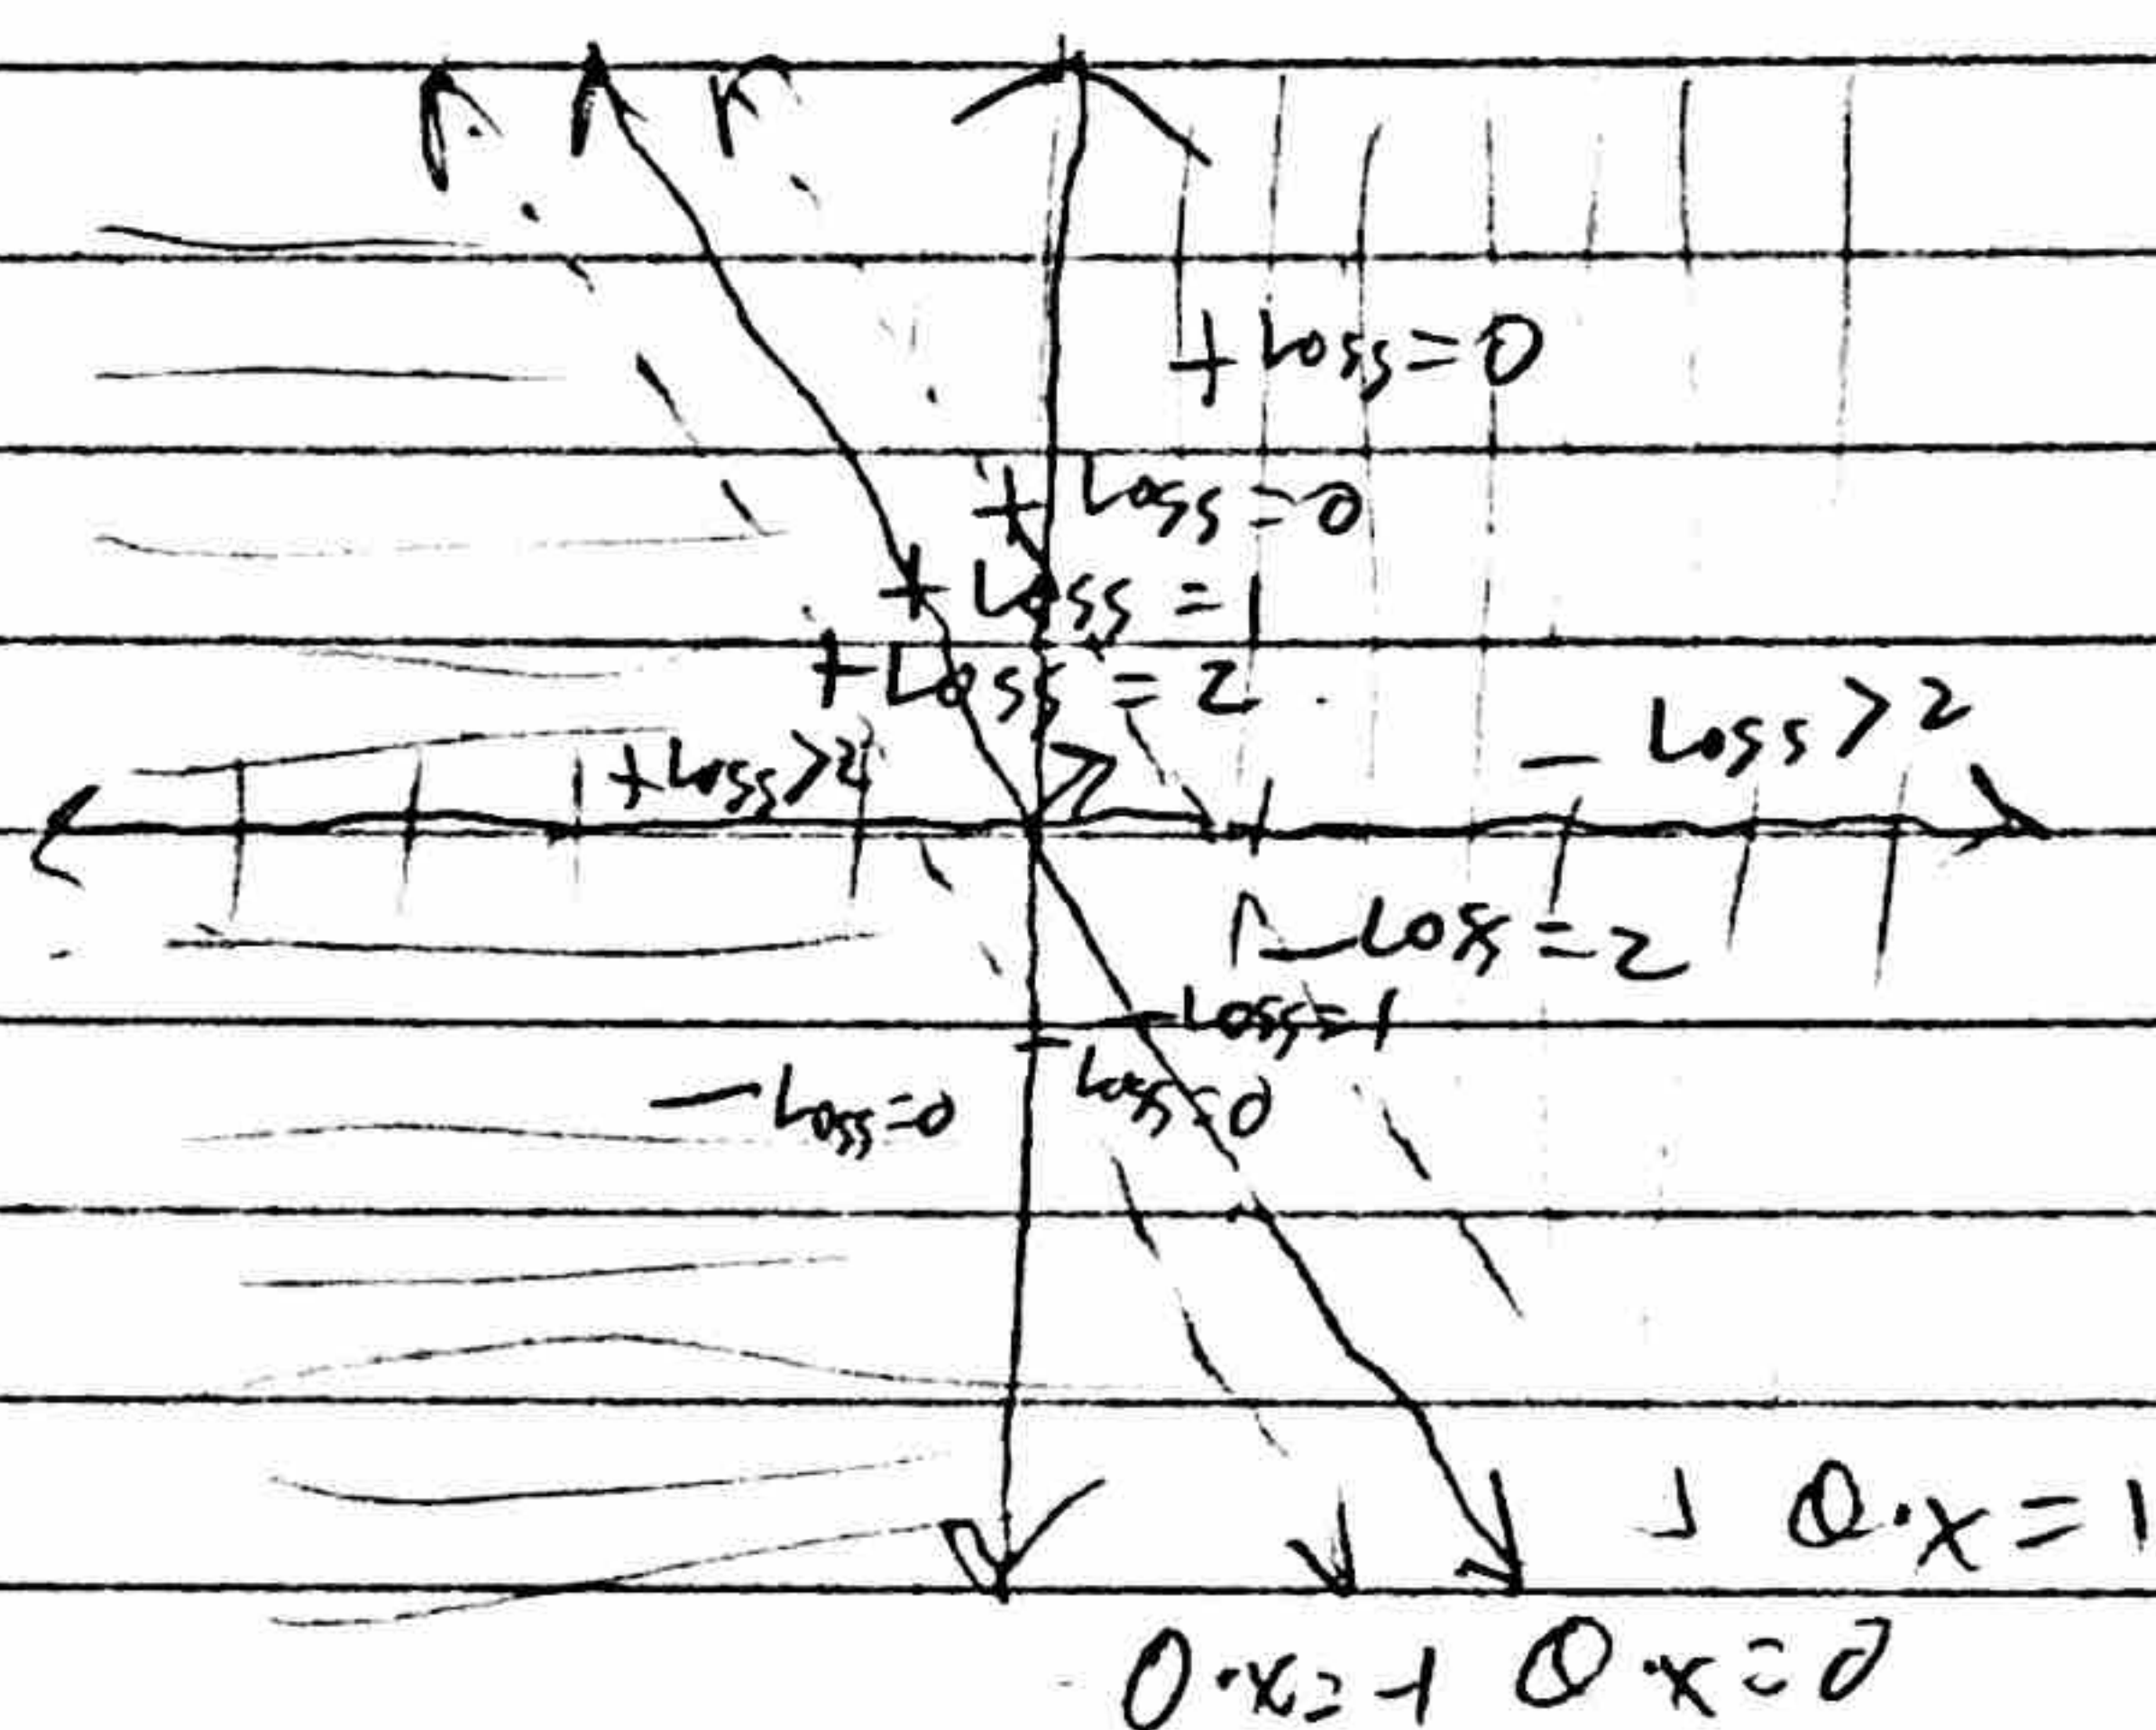 + Loss = 0
+ Loss = 0
+ Loss = 1
+ Loss = 2
+ Loss > 2
- Loss > 2
- Loss = 2
- Loss = 1
- Loss = 0
- Loss = 0
θ·x = 1
θ·x = -1 θ·x = 0